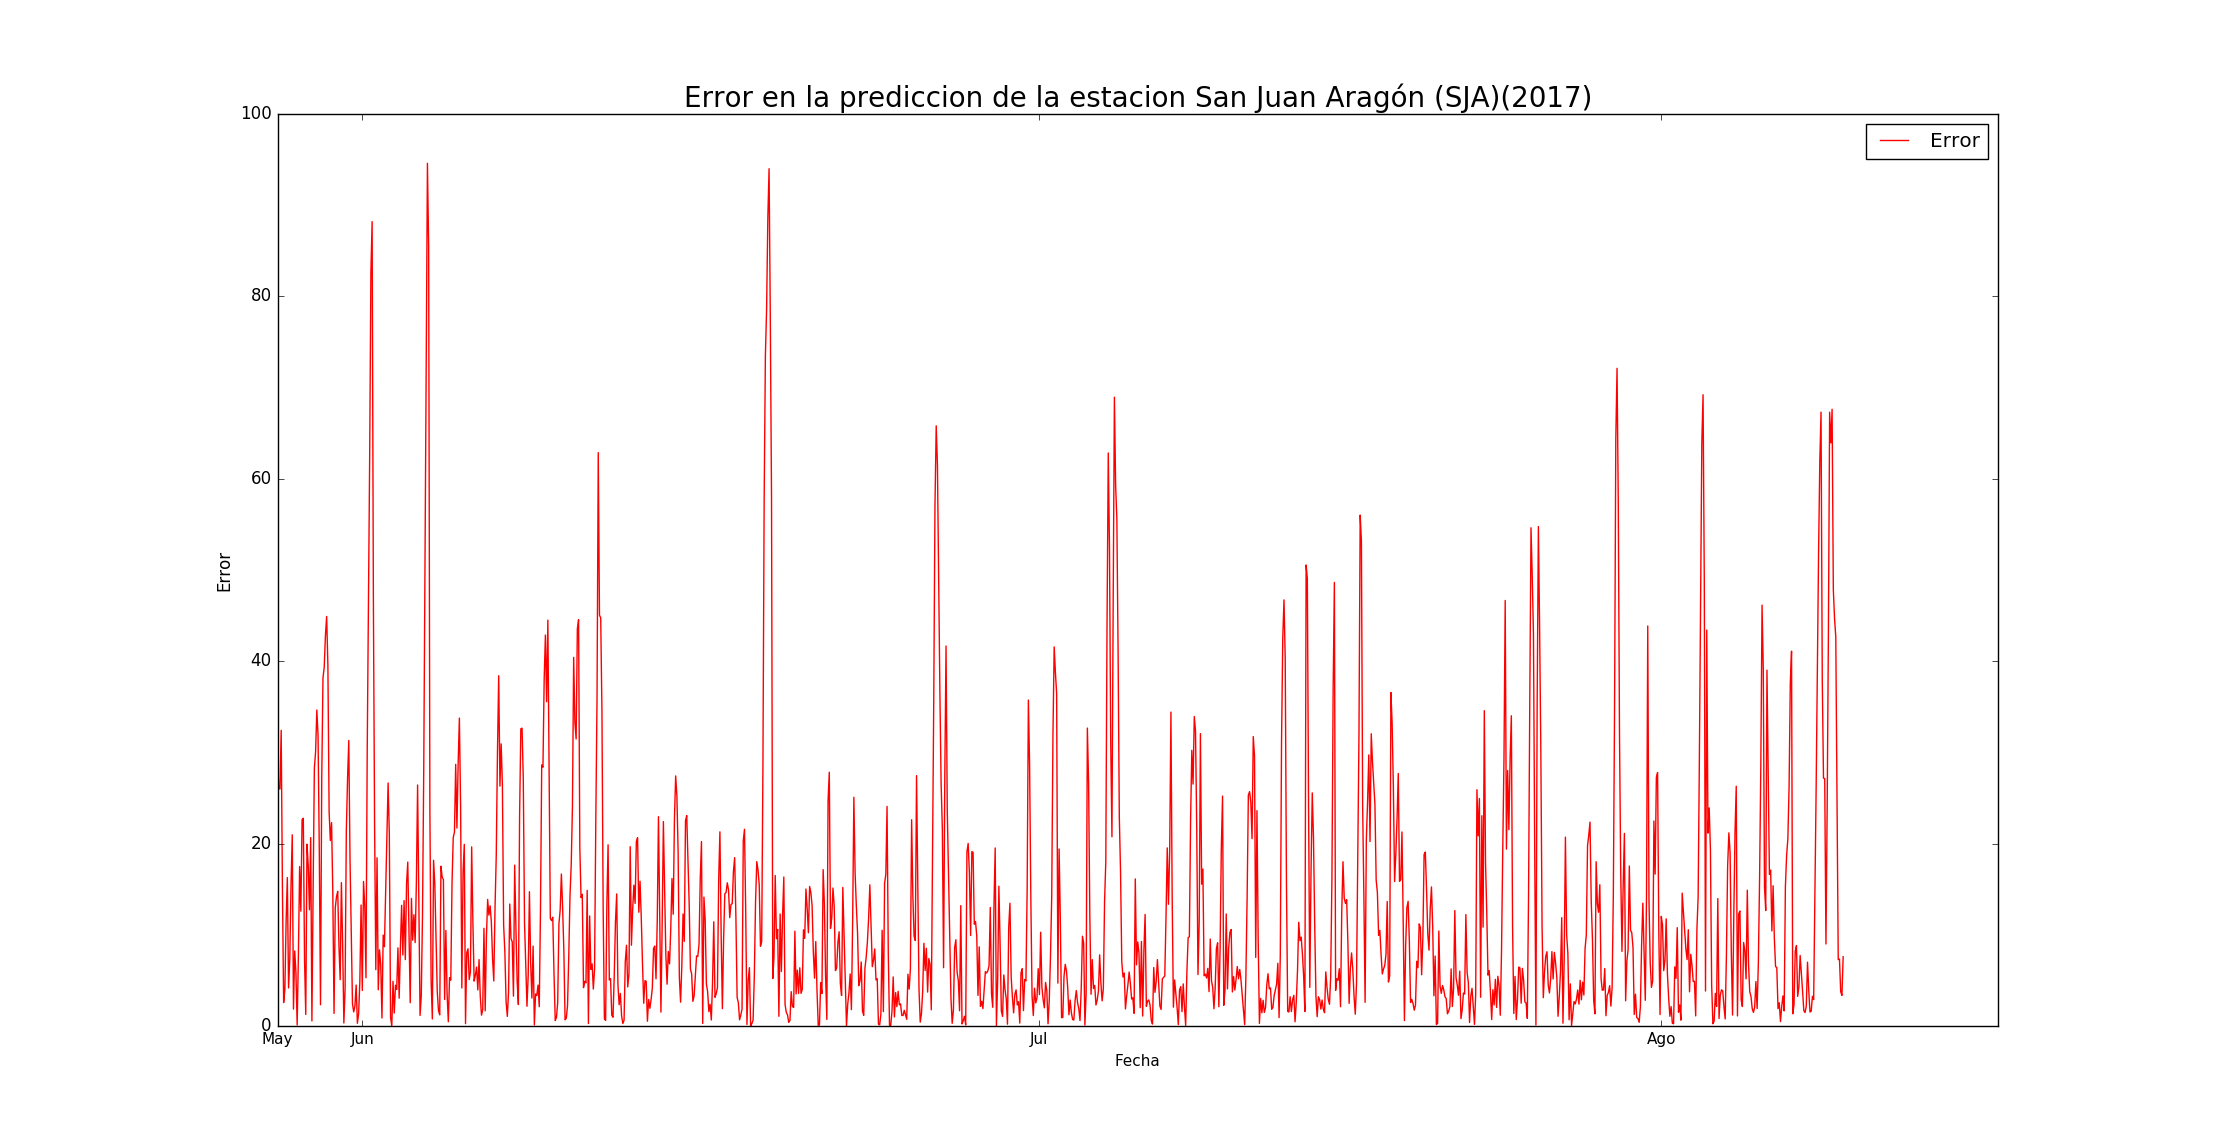 Error en la prediccion de la estacion San Juan Aragón (SJA)(2017)
Error
100
80
60
40
20
0
Error
May Jun Jul Ago
Fecha